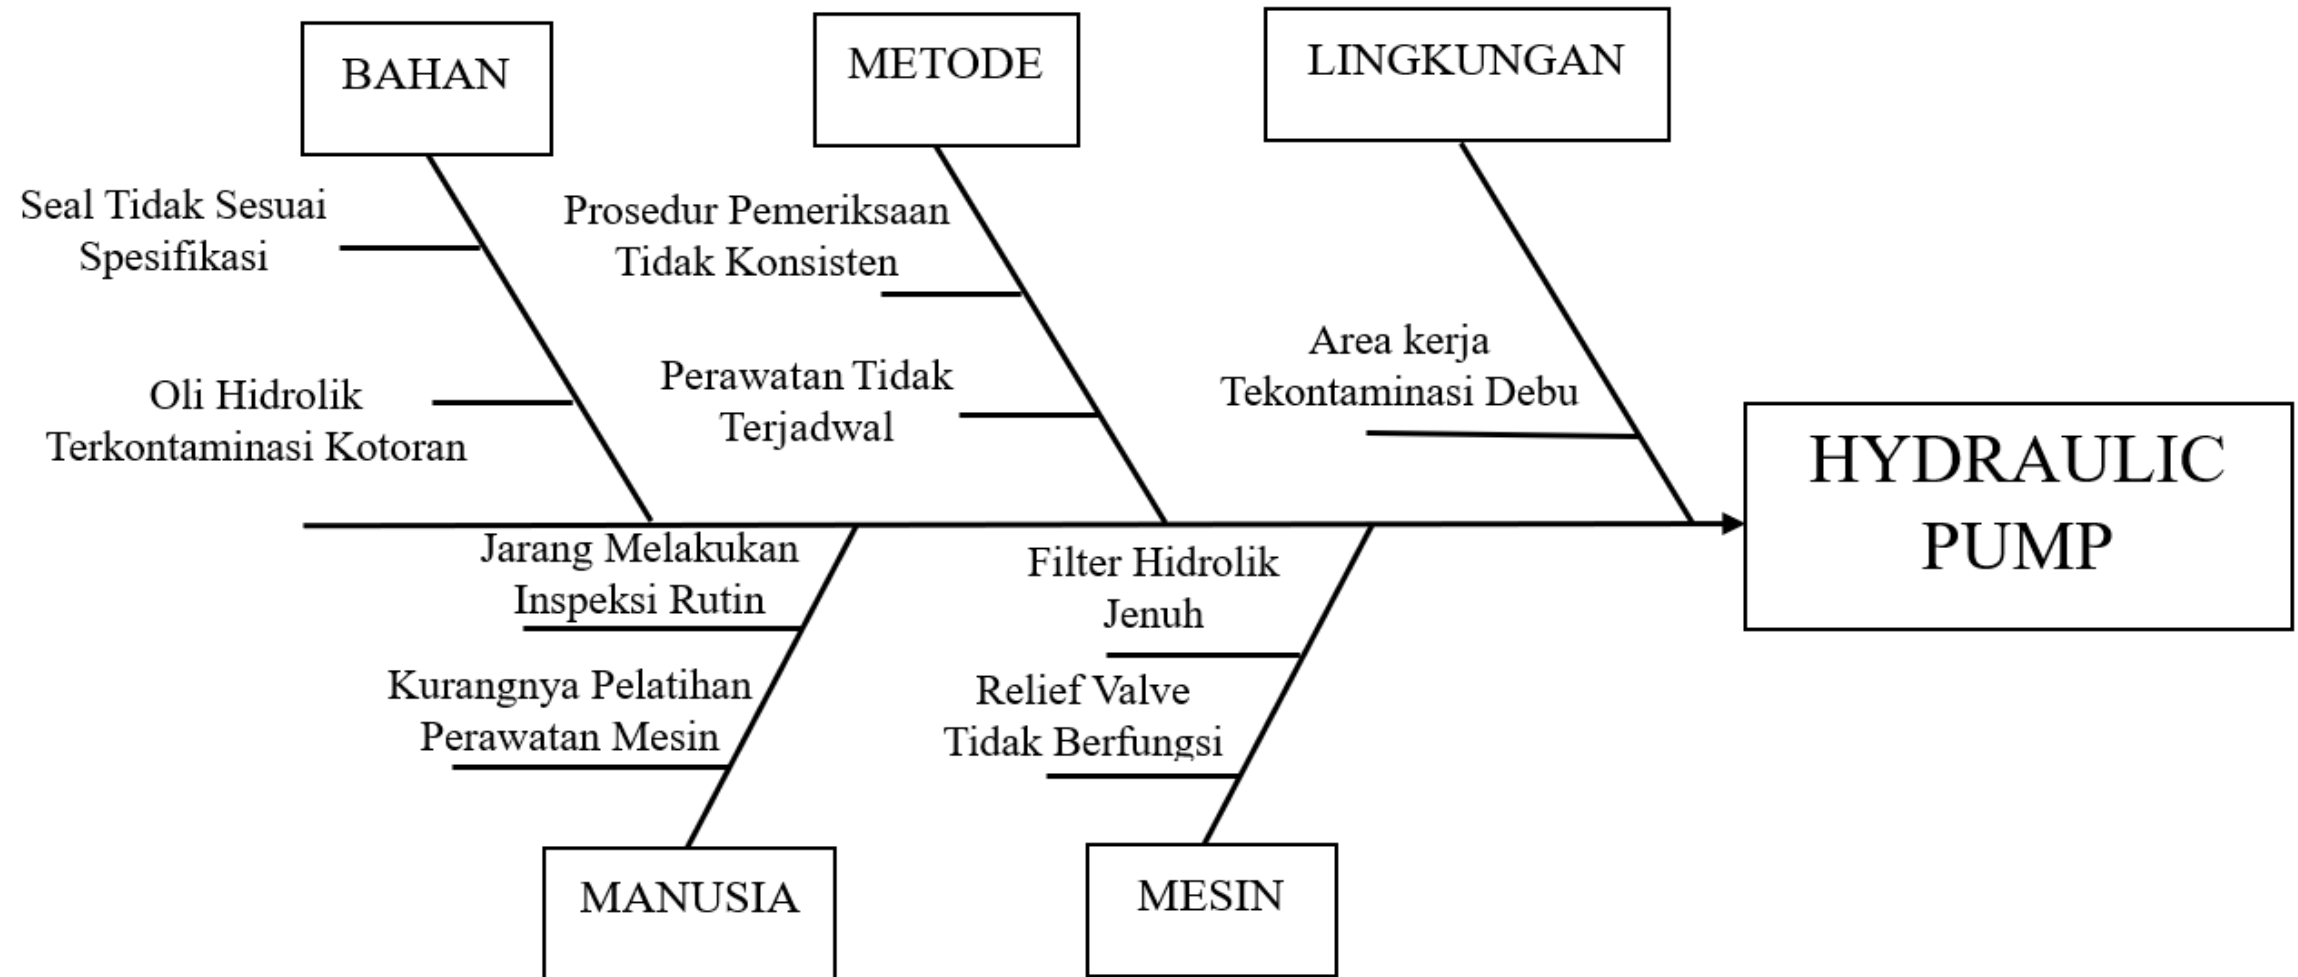 BAHAN
METODE
LINGKUNGAN
Seal Tidak Sesuai
Spesifikasi
Prosedur Pemeriksaan
Tidak Konsisten
Area kerja
Tekontaminasi Debu
Oli Hidrolik
Terkontaminasi Kotoran
Perawatan Tidak
Terjadwal
HYDRAULIC
PUMP
Jarang Melakukan
Inspeksi Rutin
Filter Hidrolik
Jenuh
Kurangnya Pelatihan
Perawatan Mesin
Relief Valve
Tidak Berfungsi
MANUSIA
MESIN